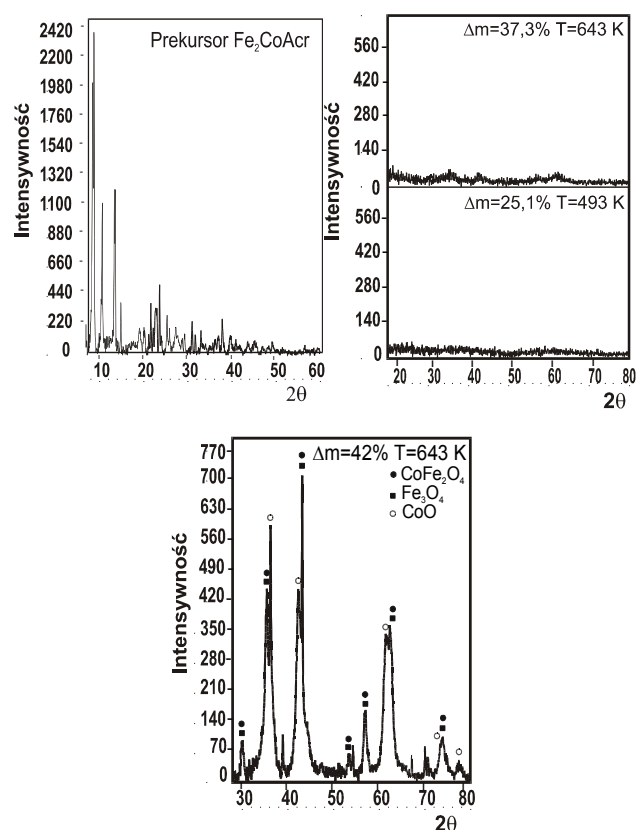 Prekursor Fe₂CoAcr
Intensywność
2420
2200
1980
1760
1540
1320
1100
880
660
440
220
0
10 20 30 40 50 60
2θ
Δm=37,3% T=643 K
Intensywność
560
420
280
140
0
Δm=25,1% T=493 K
560
420
280
140
0
20 30 40 50 60 70 80
2θ
Δm=42% T=643 K
● CoFe₂O₄
■ Fe₃O₄
○ CoO
Intensywność
770
700
630
560
490
420
350
280
210
140
70
0
30 40 50 60 70 80
2θ